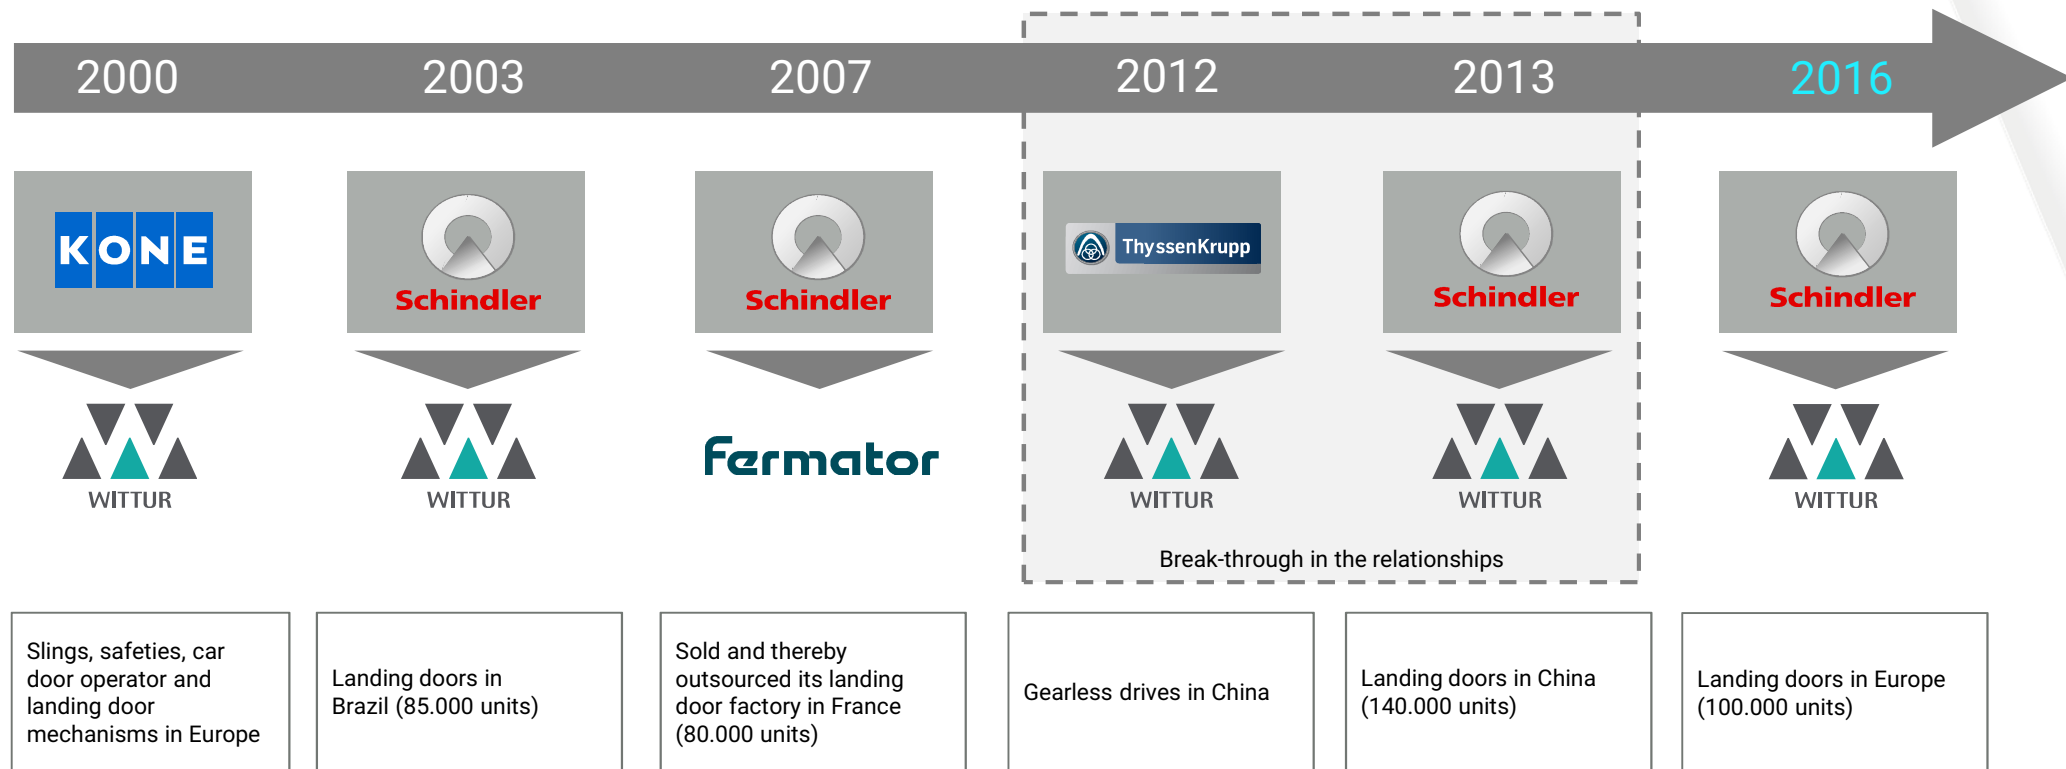 2000
2003
2007
2012
2013
2016
KONE
Schindler
Schindler
ThyssenKrupp
Schindler
Schindler
WITTUR
WITTUR
Fermator
WITTUR
WITTUR
WITTUR
Break-through in the relationships
Slings, safeties, car
door operator and
landing door
mechanisms in Europe
Landing doors in
Brazil (85.000 units)
Sold and thereby
outsourced its landing
door factory in France
(80.000 units)
Gearless drives in China
Landing doors in China
(140.000 units)
Landing doors in Europe
(100.000 units)